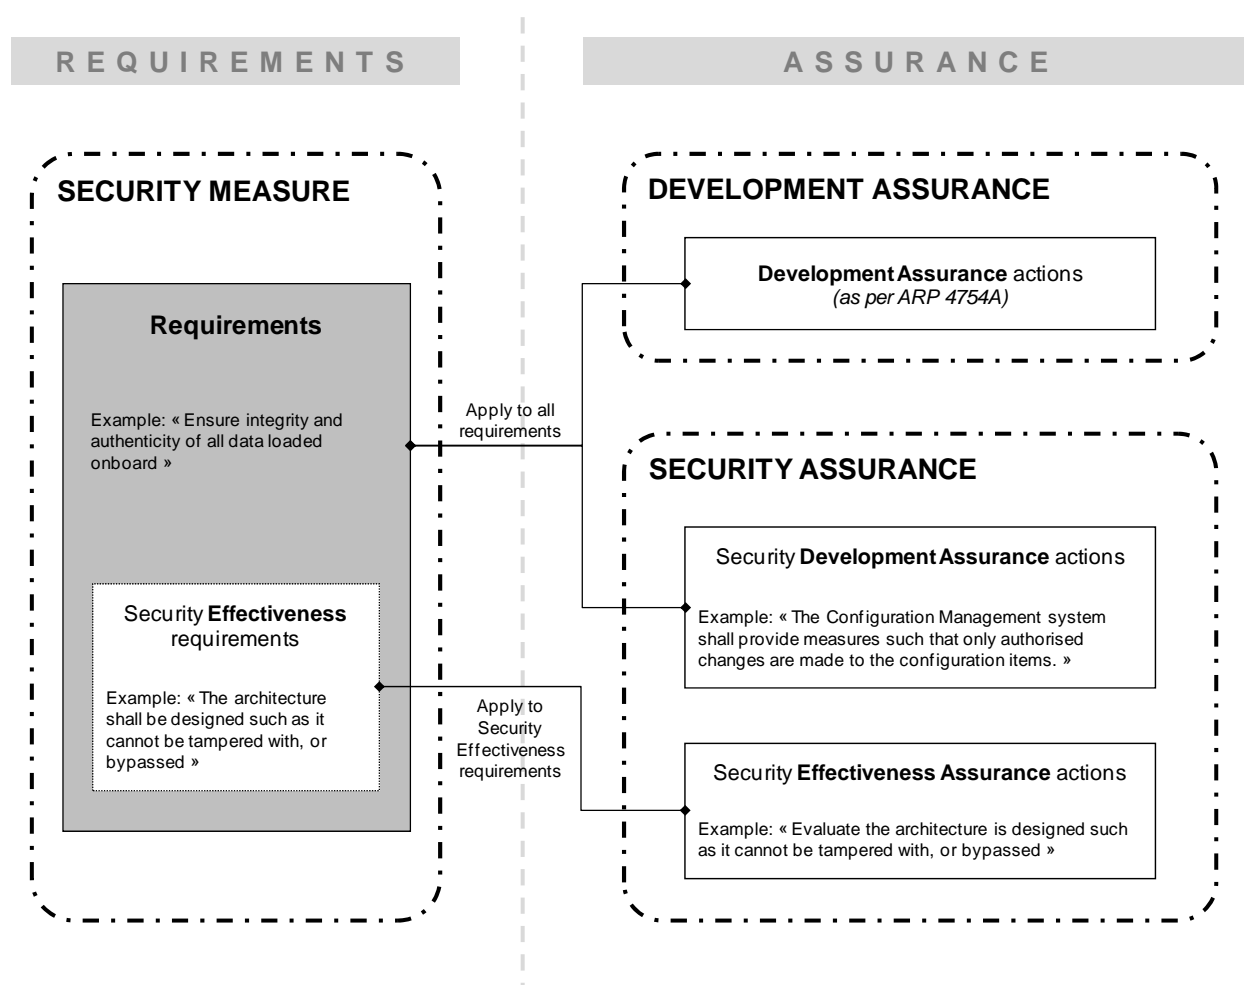 REQUIREMENTS
ASSURANCE
SECURITY MEASURE
Requirements
Example: « Ensure integrity and
authenticity of all data loaded
onboard »
Security Effectiveness
requirements
Example: « The architecture
shall be designed such as it
cannot be tampered with, or
bypassed »
Apply to all
requirements
Apply to
Security
Effectiveness
requirements
DEVELOPMENT ASSURANCE
Development Assurance actions
(as per ARP 4754A)
SECURITY ASSURANCE
Security Development Assurance actions
Example: « The Configuration Management system
shall provide measures such that only authorised
changes are made to the configuration items. »
Security Effectiveness Assurance actions
Example: « Evaluate the architecture is designed such
as it cannot be tampered with, or bypassed »